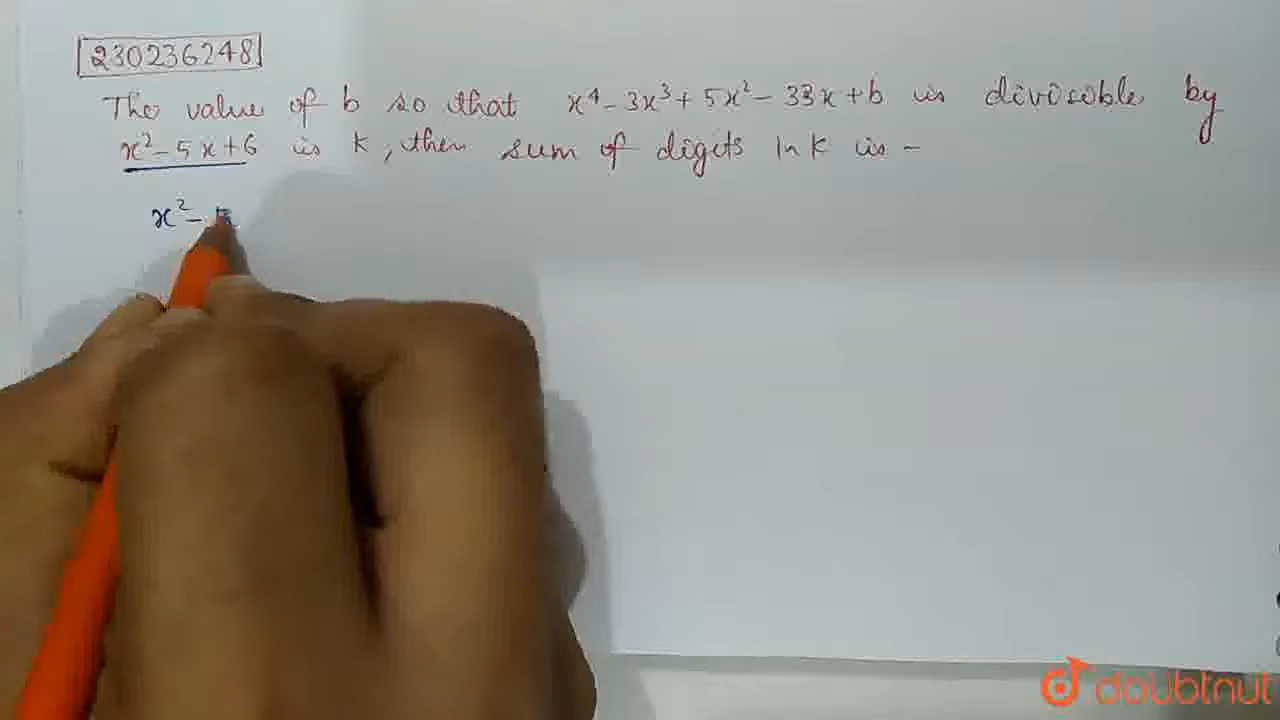 230236248
The value of b so that x⁴ - 3x³ + 5x² - 33x + b is divisible by
x² - 5x + 6 is k, then sum of digits in k is -
x² - 5
doubtnut